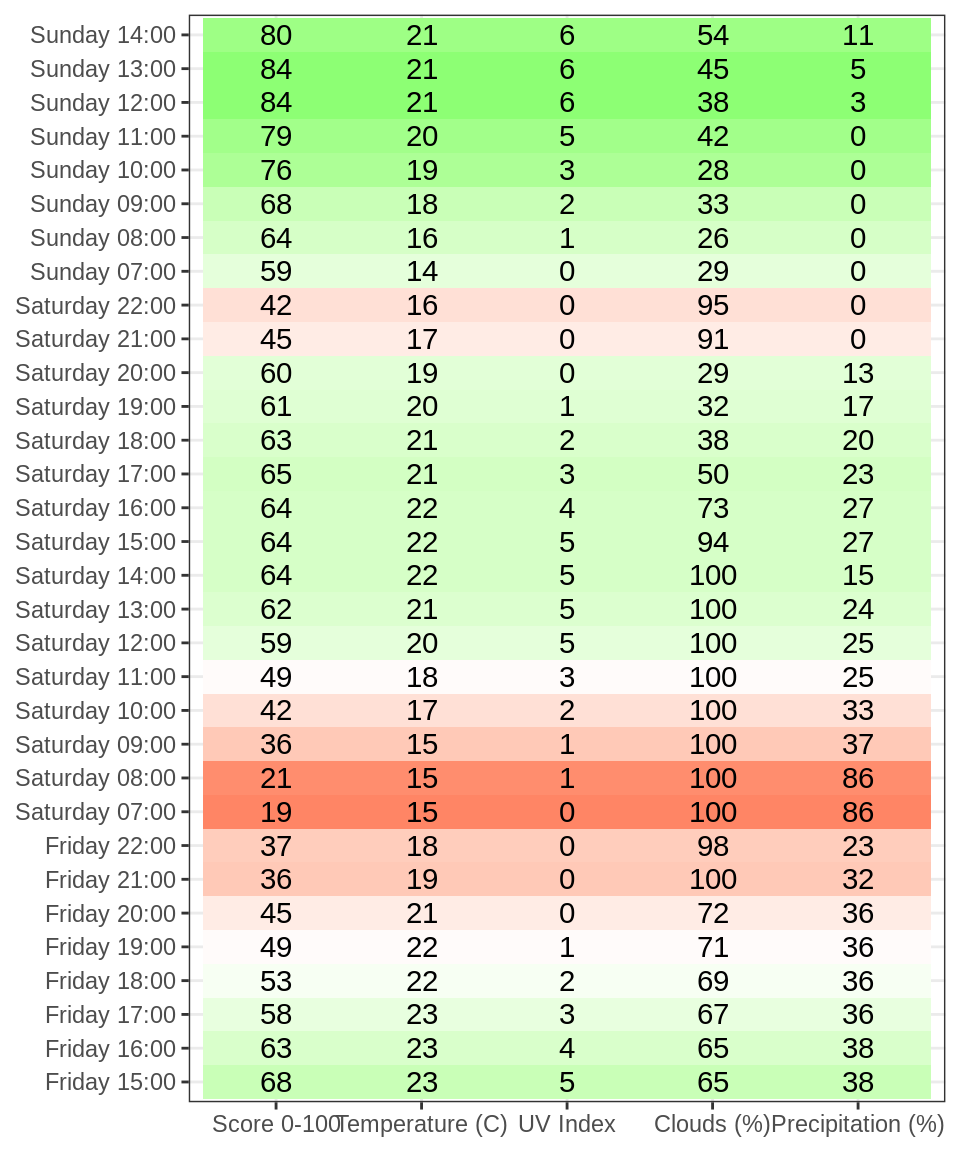 Sunday 14:00 80 21 6 54 11
Sunday 13:00 84 21 6 45 5
Sunday 12:00 84 21 6 38 3
Sunday 11:00 79 20 5 42 0
Sunday 10:00 76 19 3 28 0
Sunday 09:00 68 18 2 33 0
Sunday 08:00 64 16 1 26 0
Sunday 07:00 59 14 0 29 0
Saturday 22:00 42 16 0 95 0
Saturday 21:00 45 17 0 91 0
Saturday 20:00 60 19 0 29 13
Saturday 19:00 61 20 1 32 17
Saturday 18:00 63 21 2 38 20
Saturday 17:00 65 21 3 50 23
Saturday 16:00 64 22 4 73 27
Saturday 15:00 64 22 5 94 27
Saturday 14:00 64 22 5 100 15
Saturday 13:00 62 21 5 100 24
Saturday 12:00 59 20 5 100 25
Saturday 11:00 49 18 3 100 25
Saturday 10:00 42 17 2 100 33
Saturday 09:00 36 15 1 100 37
Saturday 08:00 21 15 1 100 86
Saturday 07:00 19 15 0 100 86
Friday 22:00 37 18 0 98 23
Friday 21:00 36 19 0 100 32
Friday 20:00 45 21 0 72 36
Friday 19:00 49 22 1 71 36
Friday 18:00 53 22 2 69 36
Friday 17:00 58 23 3 67 36
Friday 16:00 63 23 4 65 38
Friday 15:00 68 23 5 65 38
Score 0-100 Temperature (C) UV Index Clouds (%) Precipitation (%)